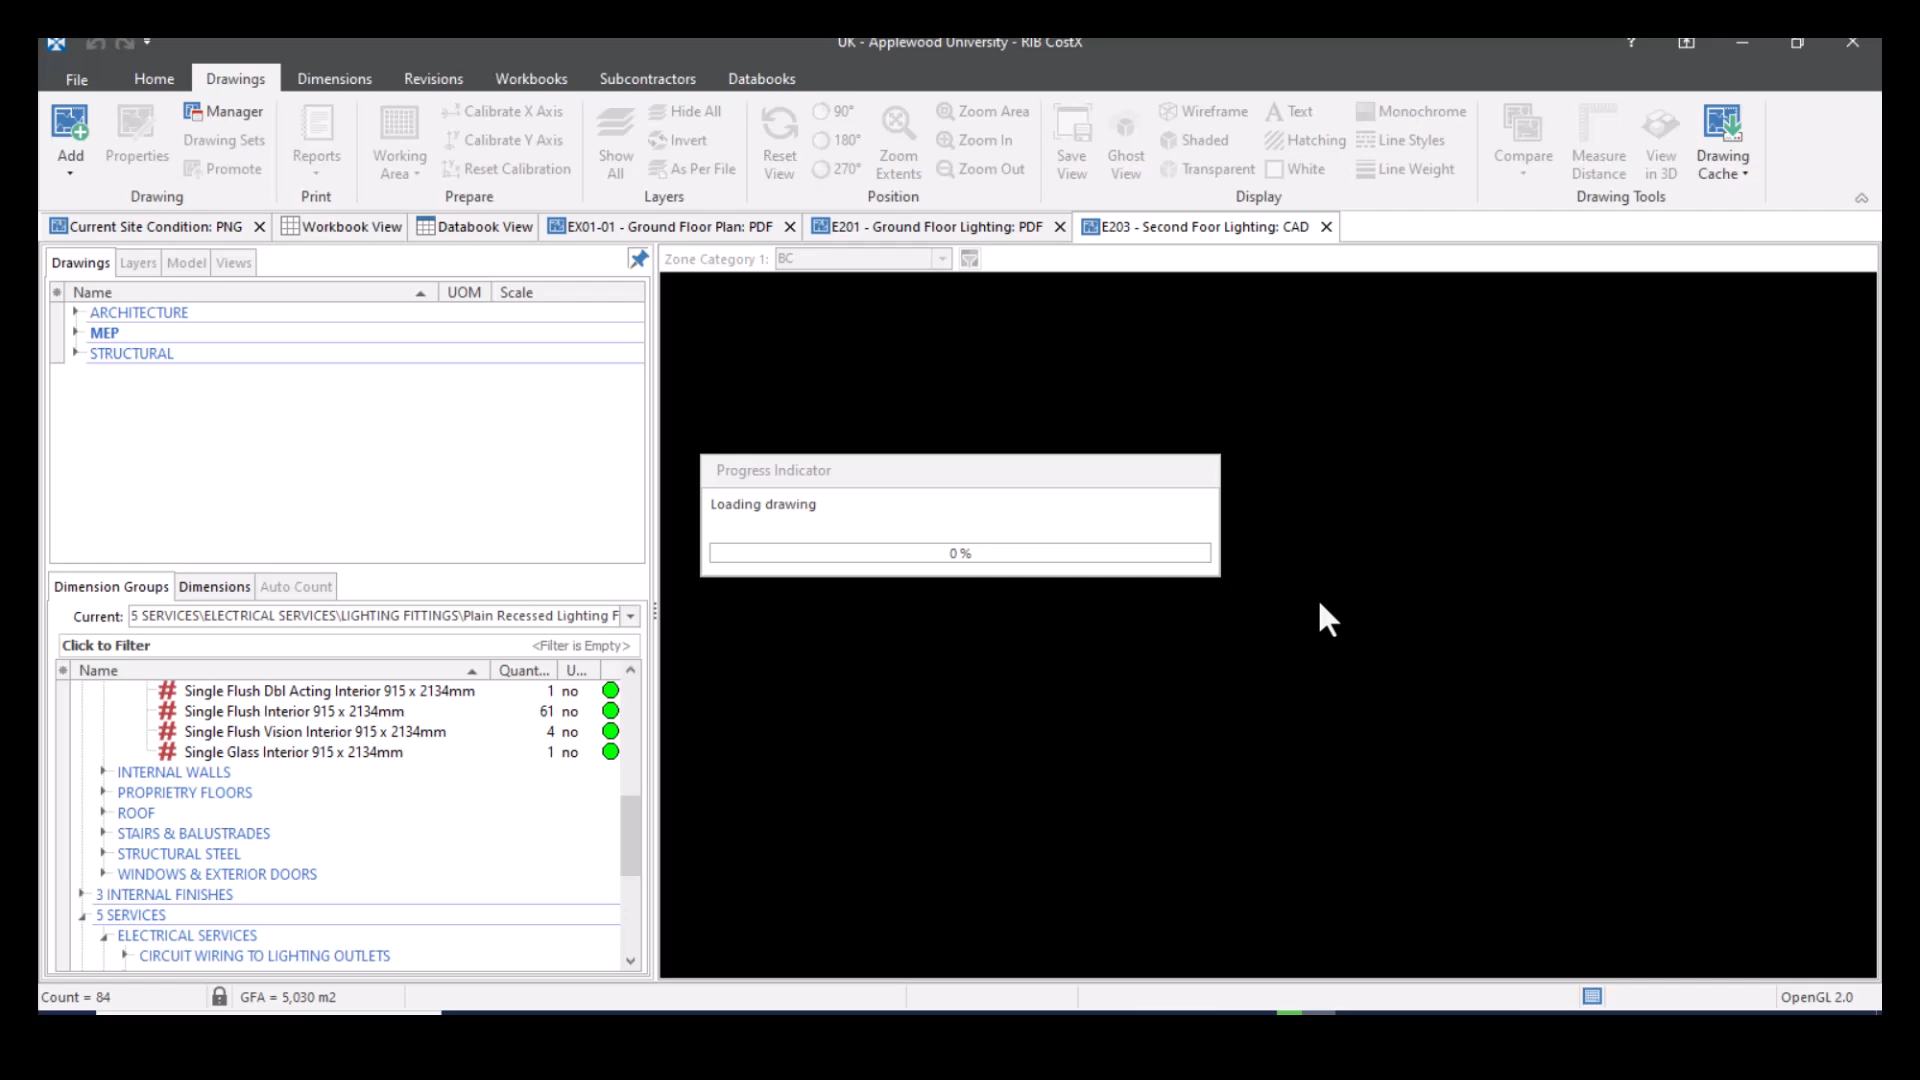 UK - Applewood University - RIB CostX
?
File Home Drawings Dimensions Revisions Workbooks Subcontractors Databooks
Add
Properties
Manager
Drawing Sets
Promote
Drawing
Reports
Print
Working
Area
Calibrate X Axis
Calibrate Y Axis
Reset Calibration
Prepare
Show
All
Hide All
Invert
As Per File
Layers
Reset
View
90°
180°
270°
Zoom
Extents
Zoom Area
Zoom In
Zoom Out
Position
Save
View
Ghost
View
Wireframe
Shaded
Transparent
Text
Hatching
White
Monochrome
Line Styles
Line Weight
Display
Compare
Measure
Distance
View
in 3D
Drawing
Cache
Drawing Tools
Current Site Condition: PNG Workbook View Databook View EX01-01 - Ground Floor Plan: PDF E201 - Ground Floor Lighting: PDF E203 - Second Foor Lighting: CAD
Drawings Layers Model Views
Zone Category 1: BC
Name UOM Scale
ARCHITECTURE
MEP
STRUCTURAL
Progress Indicator
Loading drawing
0 %
Dimension Groups Dimensions Auto Count
Current: 5 SERVICES\ELECTRICAL SERVICES\LIGHTING FITTINGS\Plain Recessed Lighting F
Click to Filter <Filter is Empty>
Name Quant... U...
# Single Flush Dbl Acting Interior 915 x 2134mm 1 no
# Single Flush Interior 915 x 2134mm 61 no
# Single Flush Vision Interior 915 x 2134mm 4 no
# Single Glass Interior 915 x 2134mm 1 no
INTERNAL WALLS
PROPRIETRY FLOORS
ROOF
STAIRS & BALUSTRADES
STRUCTURAL STEEL
WINDOWS & EXTERIOR DOORS
3 INTERNAL FINISHES
5 SERVICES
ELECTRICAL SERVICES
CIRCUIT WIRING TO LIGHTING OUTLETS
Count = 84 GFA = 5,030 m2 OpenGL 2.0